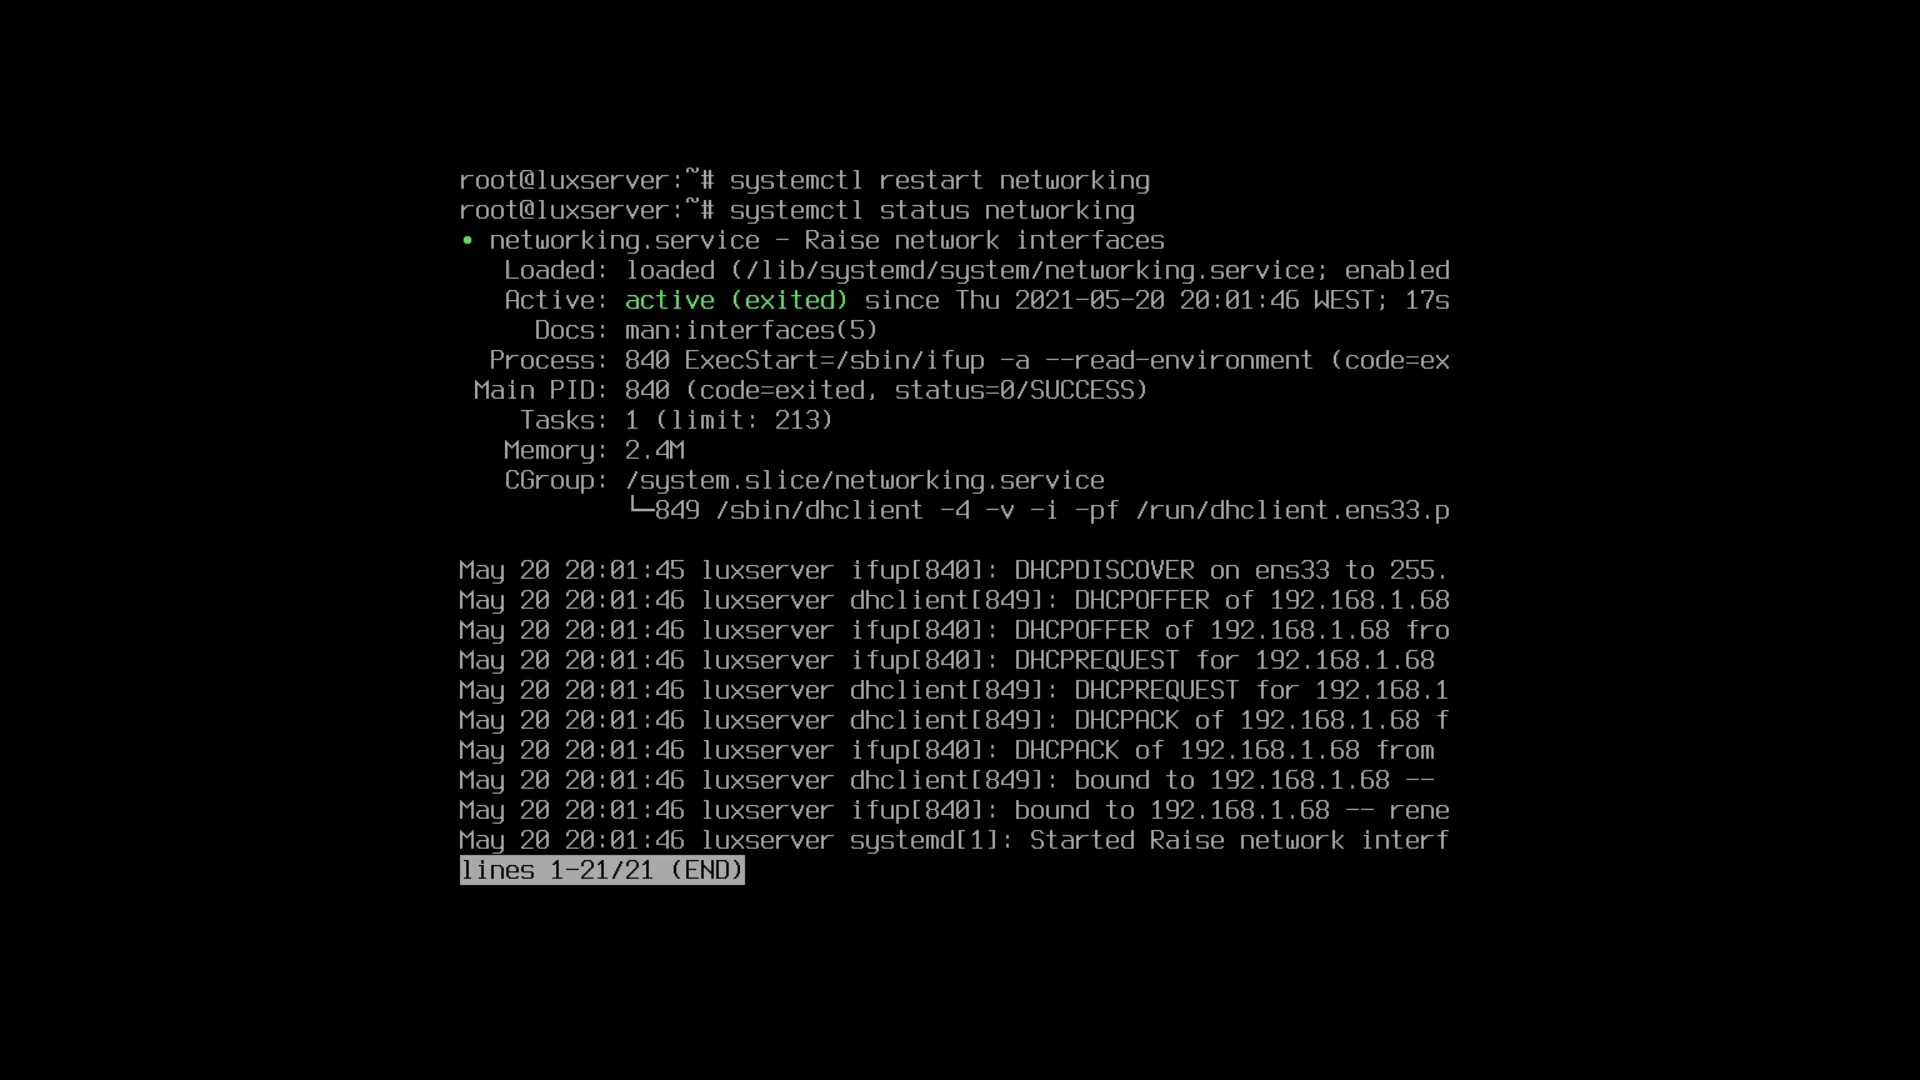 root@luxserver:~# systemctl restart networking
root@luxserver:~# systemctl status networking
• networking.service - Raise network interfaces
   Loaded: loaded (/lib/systemd/system/networking.service; enabled
   Active: active (exited) since Thu 2021-05-20 20:01:46 WEST; 17s
     Docs: man:interfaces(5)
  Process: 840 ExecStart=/sbin/ifup -a --read-environment (code=ex
 Main PID: 840 (code=exited, status=0/SUCCESS)
    Tasks: 1 (limit: 213)
   Memory: 2.4M
   CGroup: /system.slice/networking.service
           └─849 /sbin/dhclient -4 -v -i -pf /run/dhclient.ens33.p
May 20 20:01:45 luxserver ifup[840]: DHCPDISCOVER on ens33 to 255.
May 20 20:01:46 luxserver dhclient[849]: DHCPOFFER of 192.168.1.68
May 20 20:01:46 luxserver ifup[840]: DHCPOFFER of 192.168.1.68 fro
May 20 20:01:46 luxserver ifup[840]: DHCPREQUEST for 192.168.1.68
May 20 20:01:46 luxserver dhclient[849]: DHCPREQUEST for 192.168.1
May 20 20:01:46 luxserver dhclient[849]: DHCPACK of 192.168.1.68 f
May 20 20:01:46 luxserver ifup[840]: DHCPACK of 192.168.1.68 from
May 20 20:01:46 luxserver dhclient[849]: bound to 192.168.1.68 --
May 20 20:01:46 luxserver ifup[840]: bound to 192.168.1.68 -- rene
May 20 20:01:46 luxserver systemd[1]: Started Raise network interf
lines 1-21/21 (END)